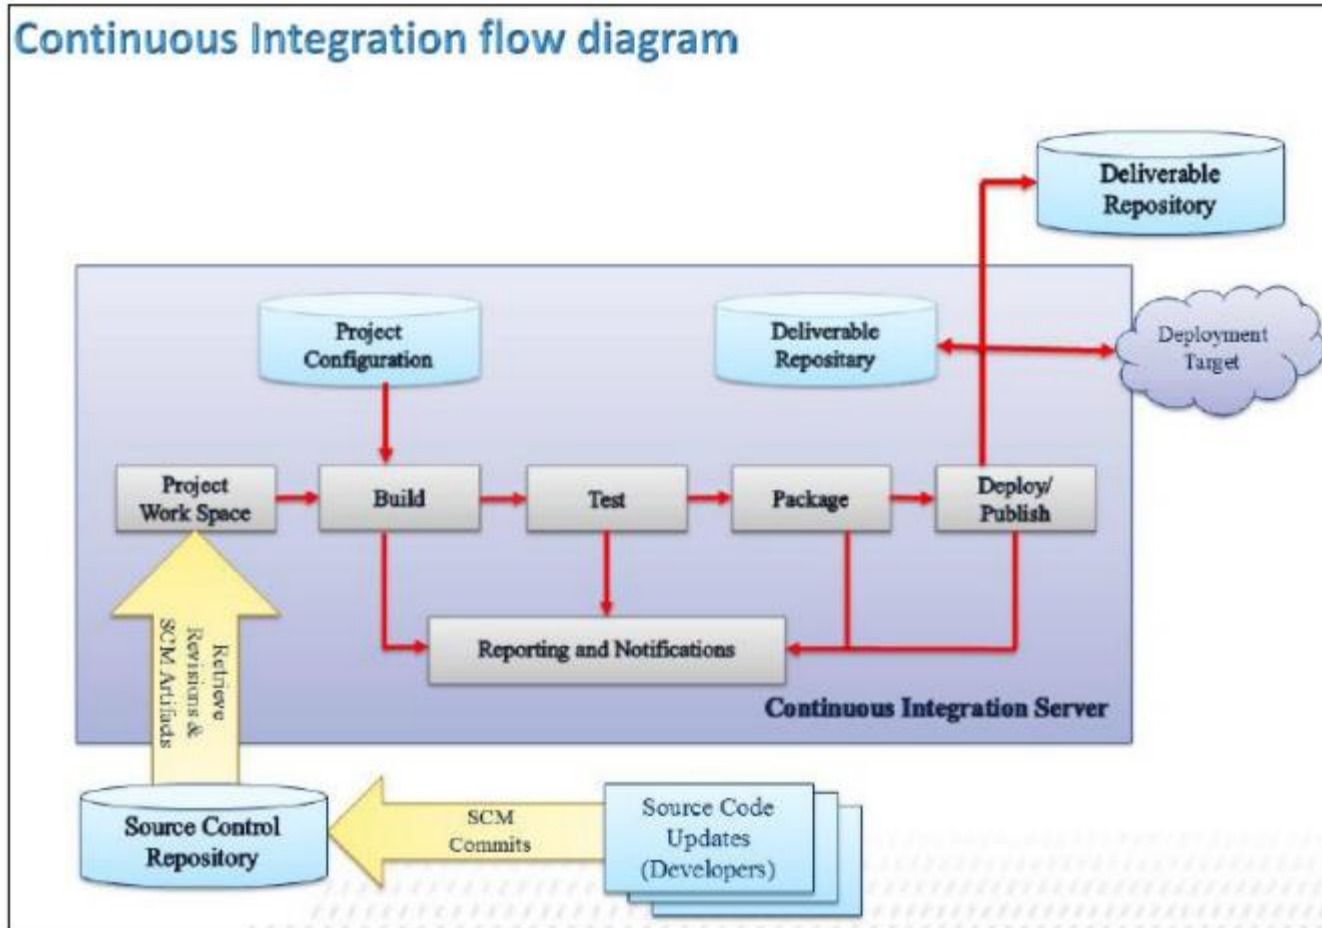 Continuous Integration flow diagram
Deliverable
Repository
Project
Configuration
Deliverable
Repositary
Deployment
Target
Project
Work Space
Build
Test
Package
Deploy/
Publish
Reporting and Notifications
Continuous Integration Server
Retrieve
Revisions &
SCM Artifacts
Source Control
Repository
SCM
Commits
Source Code
Updates
(Developers)